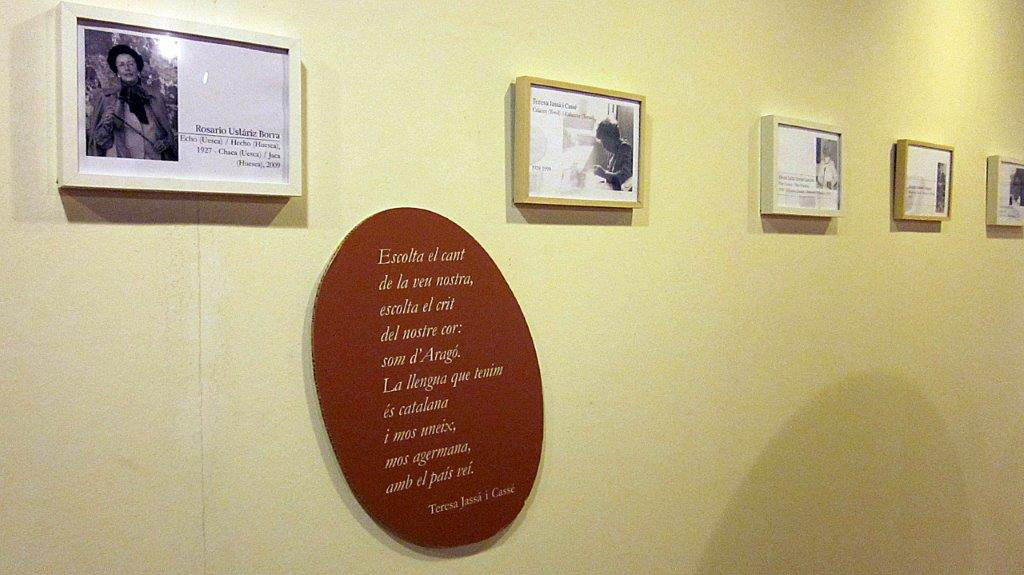 Rosario Ustáriz Borra
Echo (Uesca) / Hecho (Huesca),
1927 - Chaca (Uesca) / Jaca
(Huesca), 2009
Teresa Jassà i Cassé
Escolta el cant
de la veu nostra,
escolta el crit
del nostre cor:
som d'Aragó.
La llengua que tenim
és catalana
i mos uneix,
mos agermana,
amb el país veí.
Teresa Jassà i Cassé